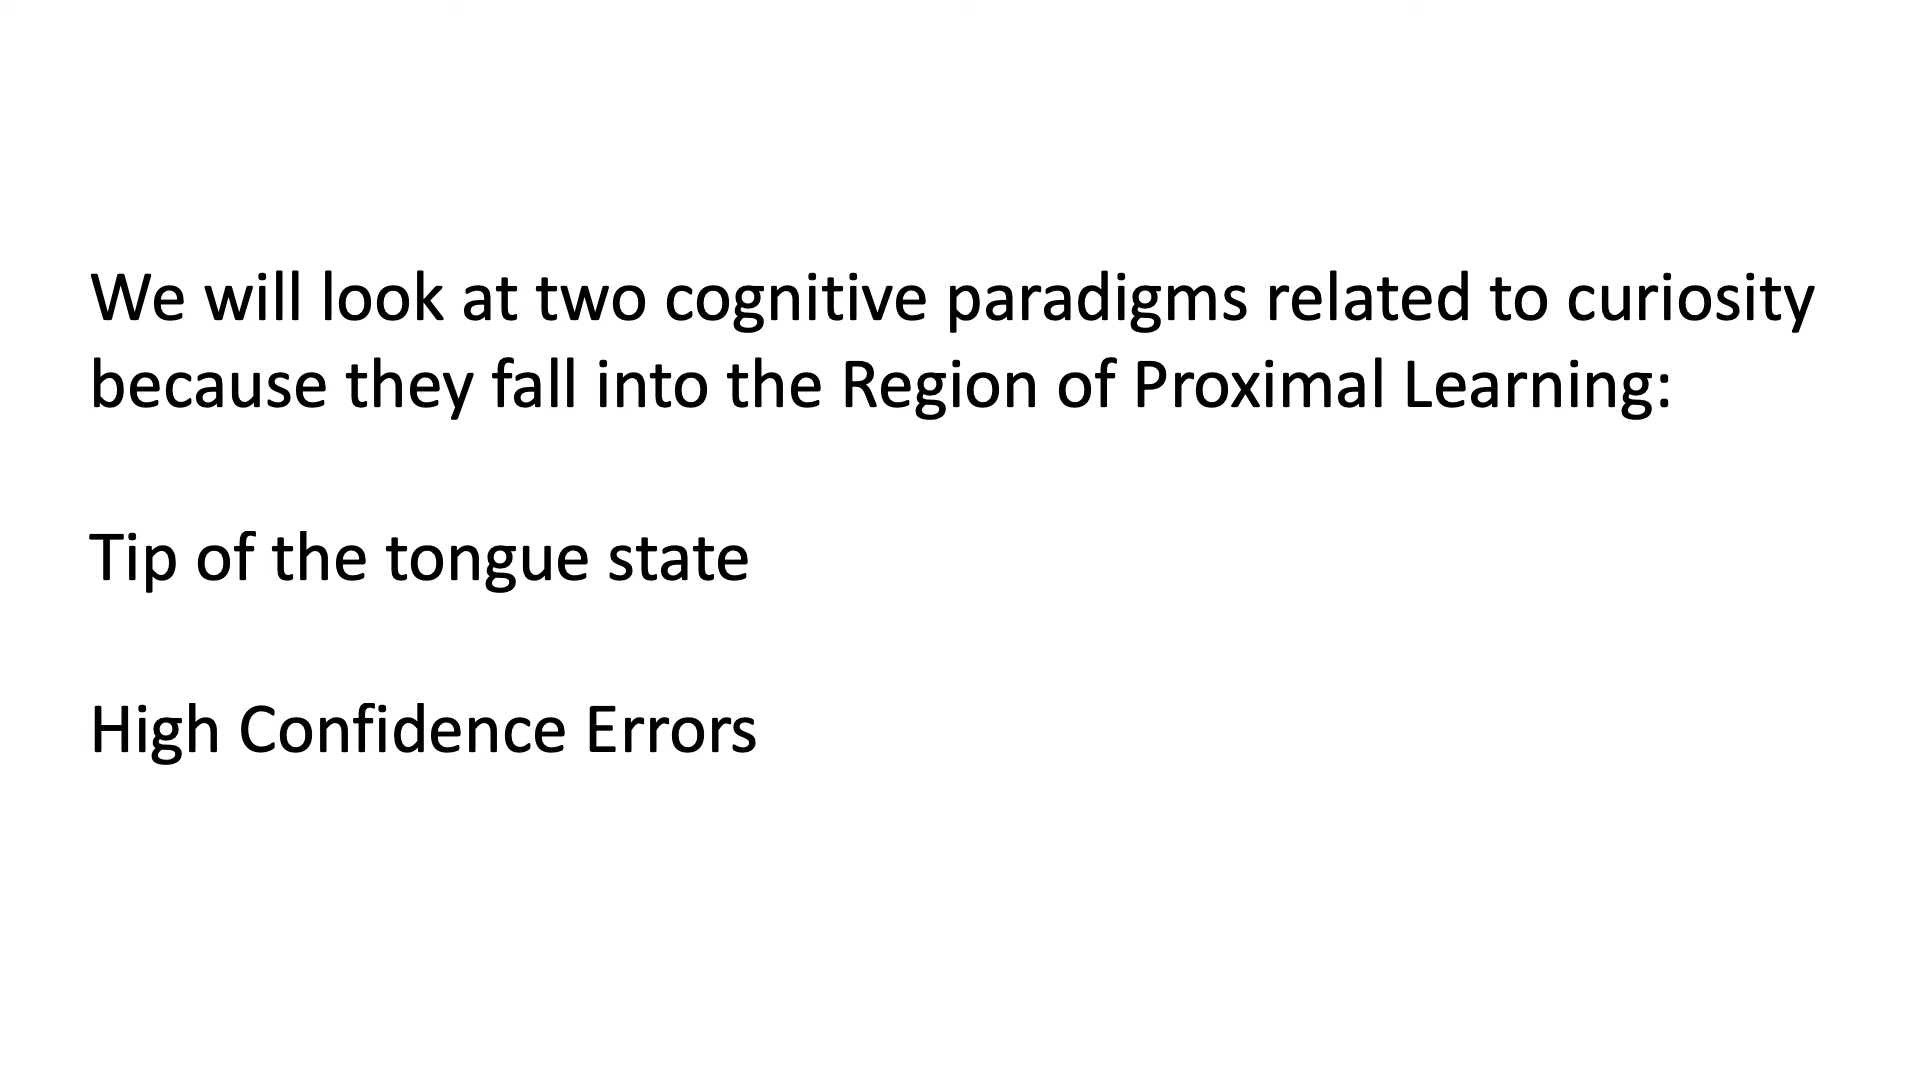 We will look at two cognitive paradigms related to curiosity
because they fall into the Region of Proximal Learning:
Tip of the tongue state
High Confidence Errors